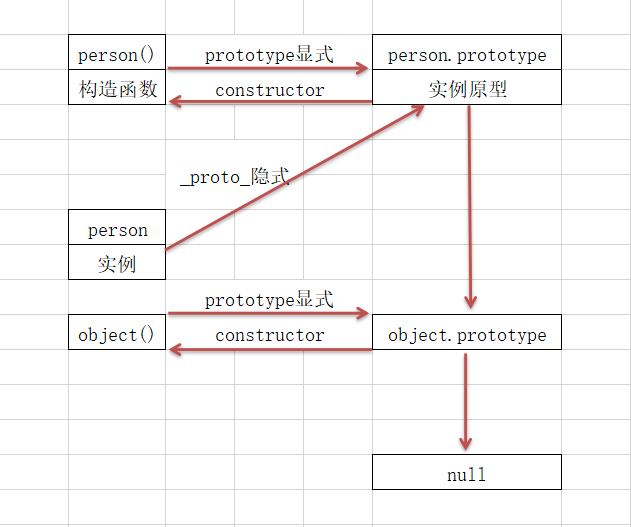 person()
prototype显式
person.prototype
构造函数
constructor
实例原型
_proto_隐式
person
实例
prototype显式
object()
constructor
object.prototype
null